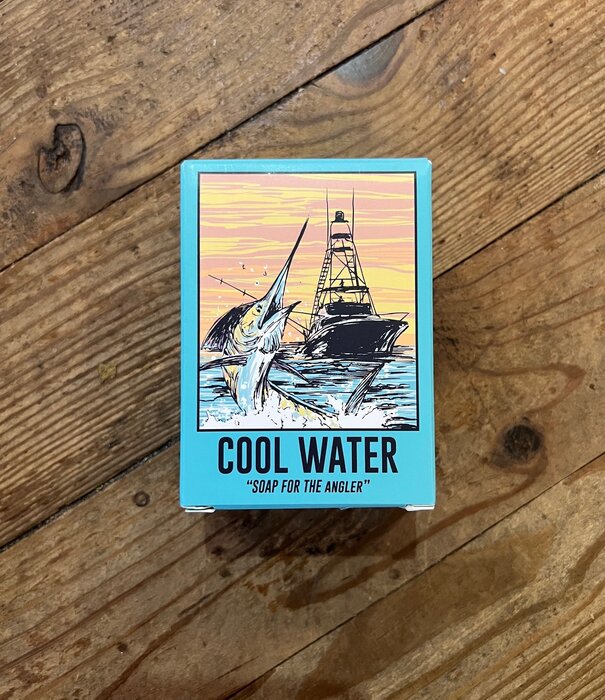 COOL WATER
"SOAP FOR THE ANGLER"